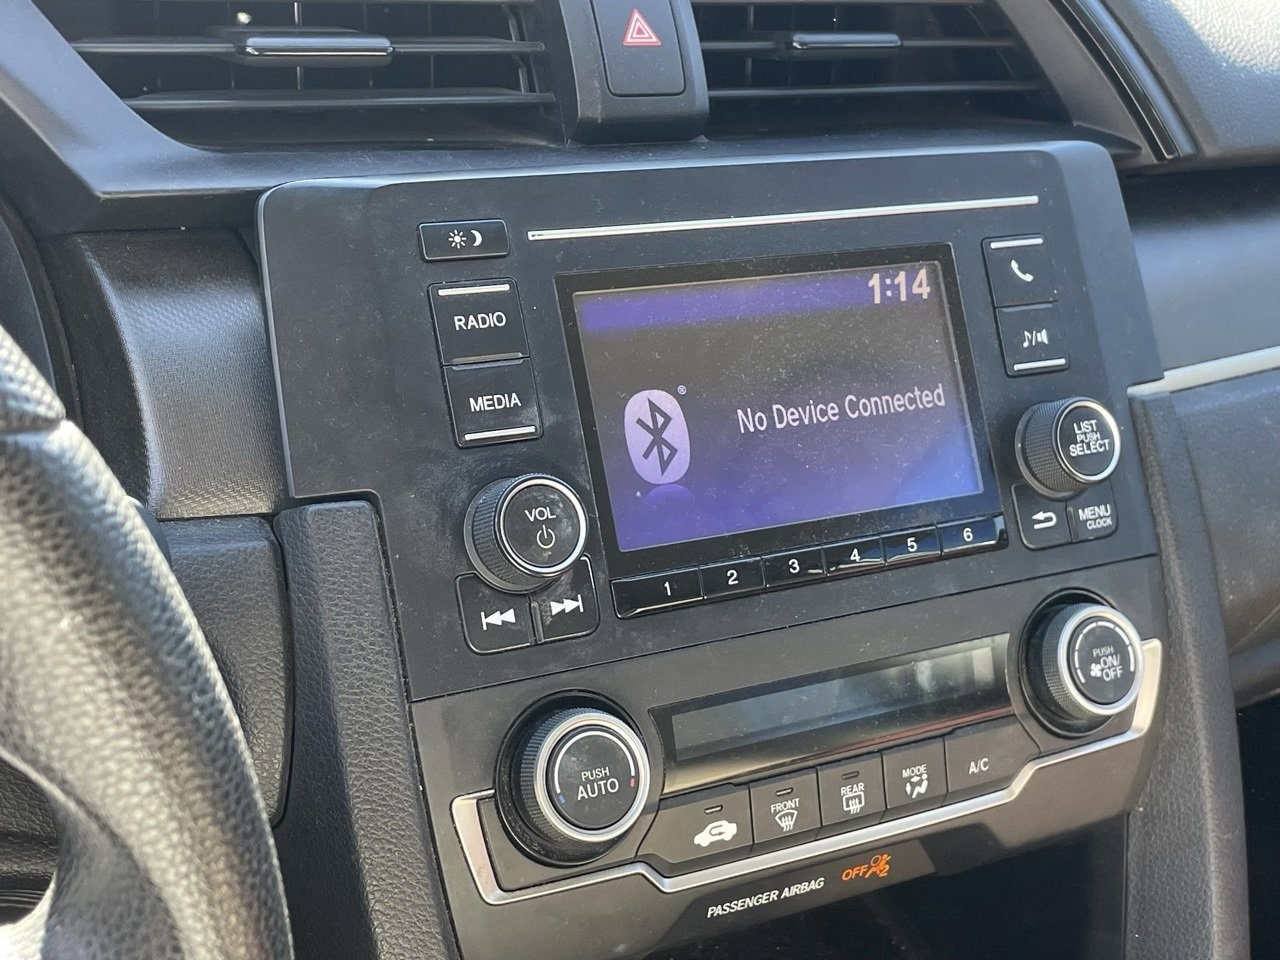 1:14
RADIO
MEDIA
No Device Connected
VOL
LIST
PUSH
SELECT
MENU
CLOCK
1 2 3 4 5 6
PUSH
AUTO
PUSH
ON/
OFF
FRONT
REAR
MODE
A/C
PASSENGER AIRBAG OFF